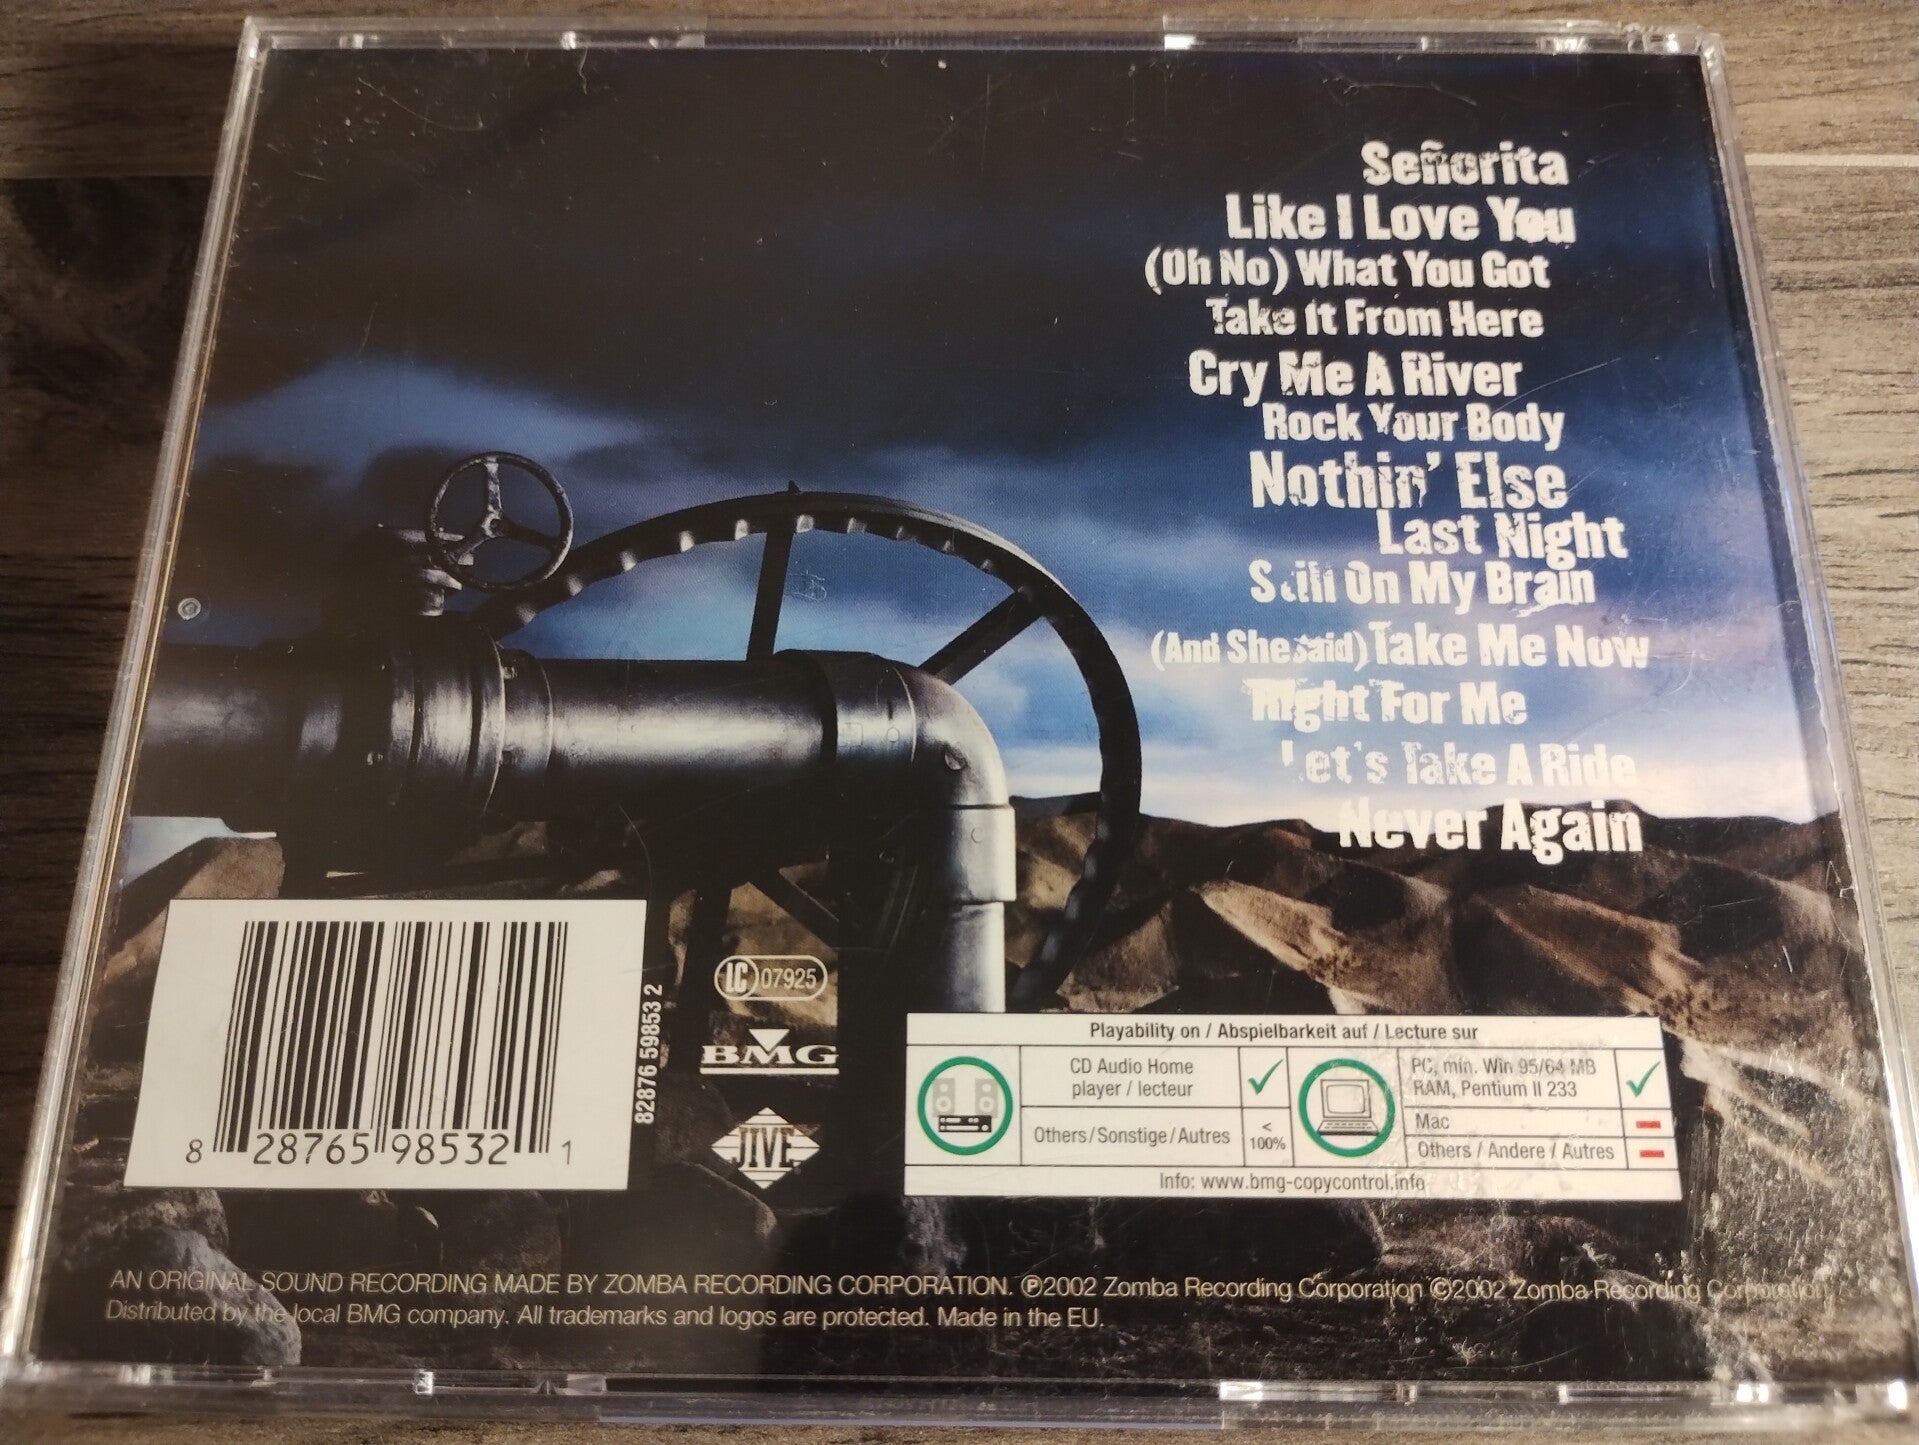 Señorita
Like I Love You
(Oh No) What You Got
Take It From Here
Cry Me A River
Rock Your Body
Nothin' Else
Last Night
Still On My Brain
(And She Said) Take Me Now
Right For Me
Let's Take A Ride
Never Again
8 28765 98532 1
82876 59853 2
LC 07925
BMG
JIVE
Playability on / Abspielbarkeit auf / Lecture sur
CD Audio Home
player / lecteur
Others / Sonstige / Autres
<
100%
PC, min. Win 95/64 MB
RAM, Pentium II 233
Mac
Others / Andere / Autres
Info: www.bmg-copycontrol.info
AN ORIGINAL SOUND RECORDING MADE BY ZOMBA RECORDING CORPORATION. ℗2002 Zomba Recording Corporation ©2002 Zomba Recording Corporation
Distributed by the local BMG company. All trademarks and logos are protected. Made in the EU.